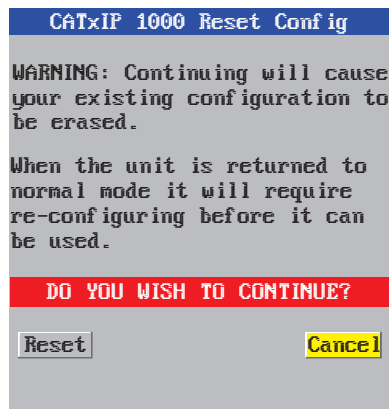 CATxIP 1000 Reset Config
WARNING: Continuing will cause
your existing configuration to
be erased.
When the unit is returned to
normal mode it will require
re-configuring before it can
be used.
DO YOU WISH TO CONTINUE?
Reset
Cancel